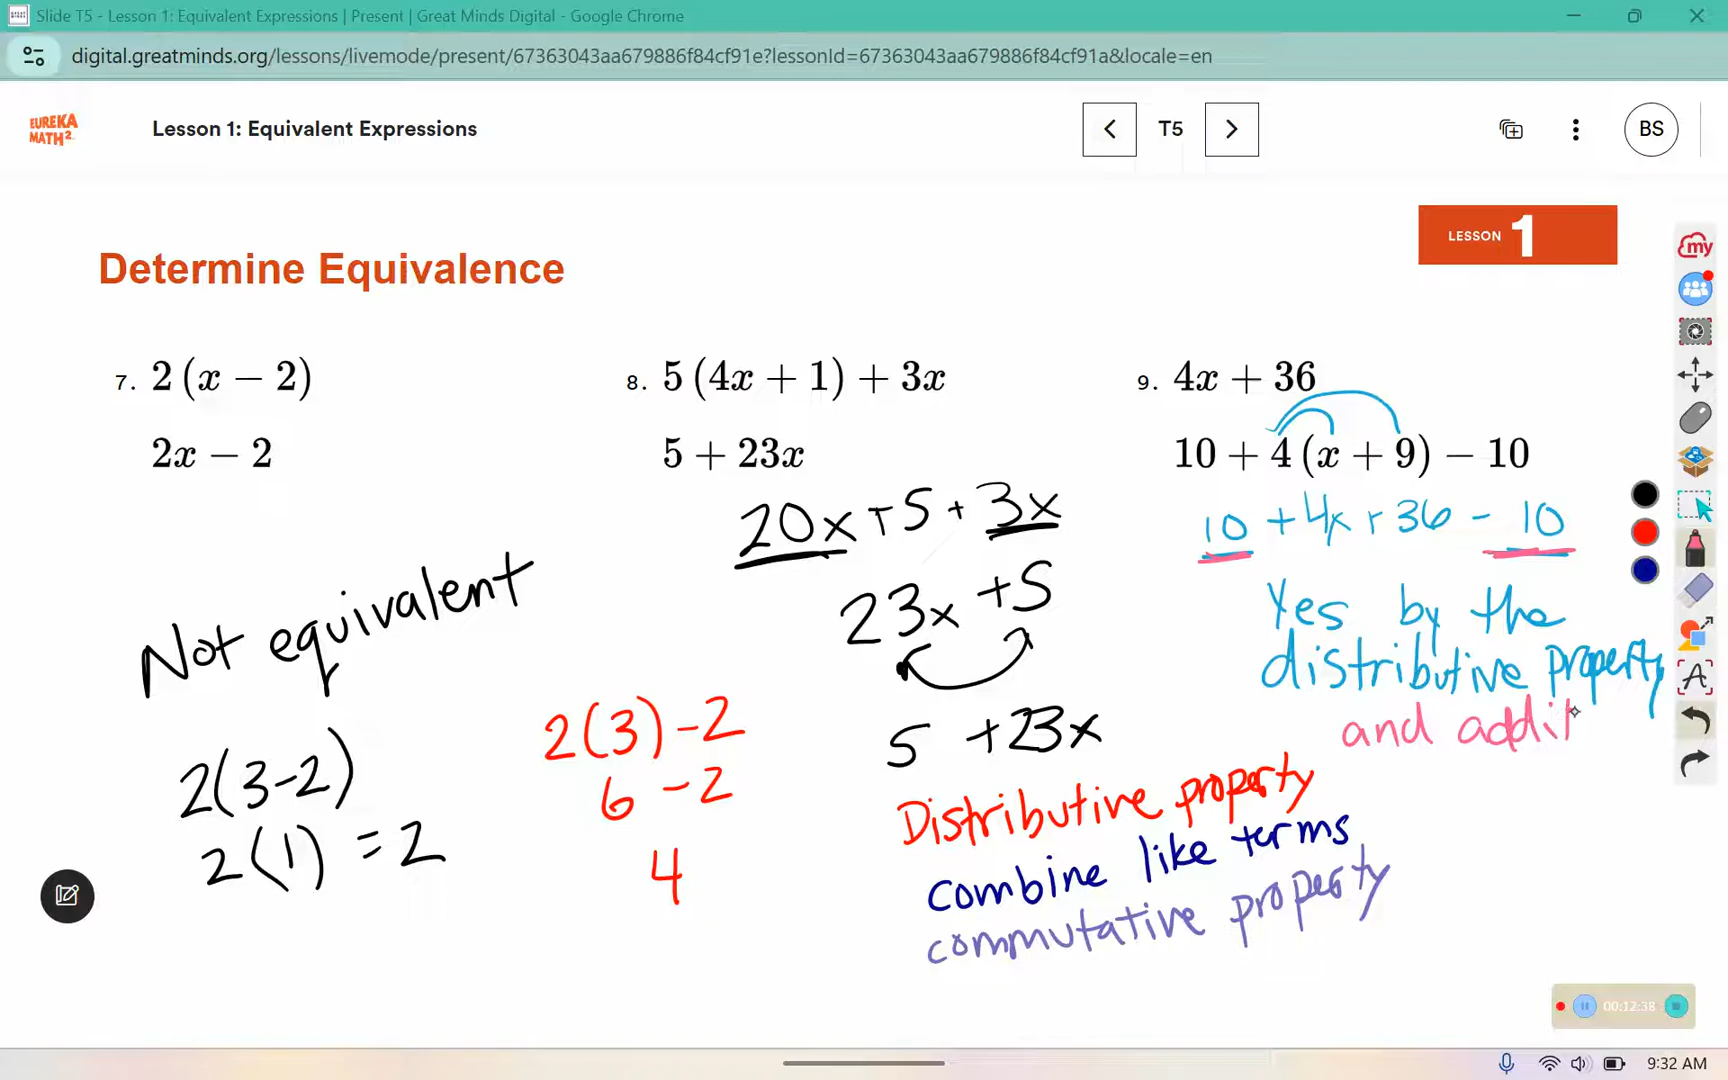 Slide T5 - Lesson 1: Equivalent Expressions | Present | Great Minds Digital - Google Chrome
digital.greatminds.org/lessons/livemode/present/67363043aa679886f84cf91e?lessonId=67363043aa679886f84cf91a&locale=en
EUREKA
MATH²
Lesson 1: Equivalent Expressions
T5
BS
LESSON 1
my
Determine Equivalence
7. 2(x − 2)
2x − 2
Not equivalent
2(3-2)
2(1) = 2
2(3) -2
6 -2
4
8. 5(4x + 1) + 3x
5 + 23x
20x + 5 + 3x
23x +5
5 +23x
Distributive property
Combine like terms
commutative property
9. 4x + 36
10 + 4(x + 9) − 10
10 + 4x + 36 - 10
Yes by the
distributive property
and addit
A
00:12:38
9:32 AM